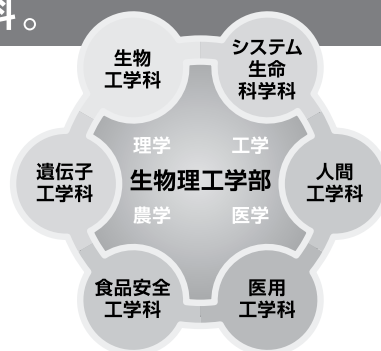 科。
生物
工学科
システム
生命
科学科
遺伝子
工学科
理学
工学
生物理工学部
農学
医学
人間
工学科
食品安全
工学科
医用
工学科